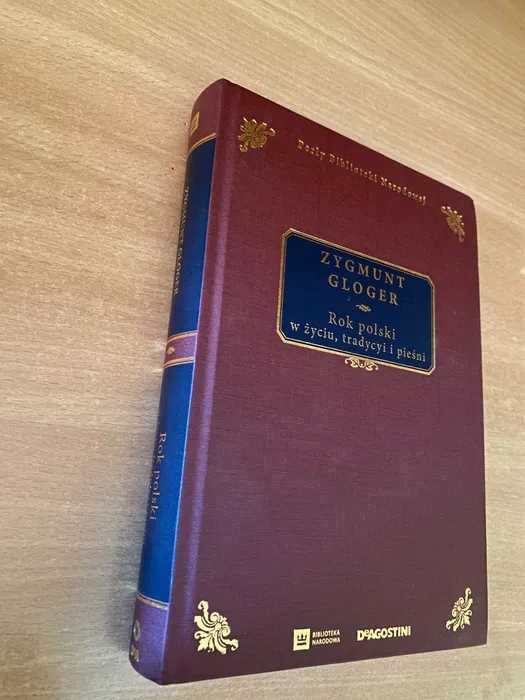 Perły Biblioteki Narodowej
ZYGMUNT
GLOGER
Rok polski
w życiu, tradycyi i pieśni
BIBLIOTEKA
NARODOWA
DeAGOSTINI
ZYGMUNT GLOGER
Rok polski